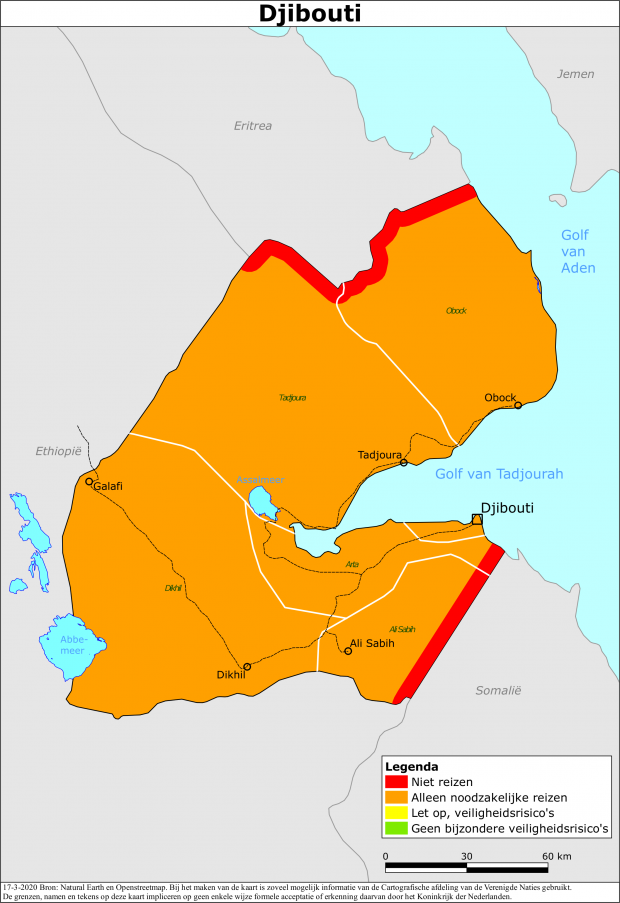 Djibouti
Jemen
Eritrea
Golf
van
Aden
Obock
Tadjoura
Obock
Ethiopië
Tadjoura
Golf van Tadjourah
Assalmeer
Galafi
Djibouti
Arta
Dikhil
Ali Sabih
Abbe-
meer
Ali Sabih
Dikhil
Somalië
Legenda
Niet reizen
Alleen noodzakelijke reizen
Let op, veiligheidsrisico's
Geen bijzondere veiligheidsrisico's
0 30 60 km
17-3-2020 Bron: Natural Earth en Openstreetmap. Bij het maken van de kaart is zoveel mogelijk informatie van de Cartografische afdeling van de Verenigde Naties gebruikt.
De grenzen, namen en tekens op deze kaart impliceren op geen enkele wijze formele acceptatie of erkenning daarvan door het Koninkrijk der Nederlanden.